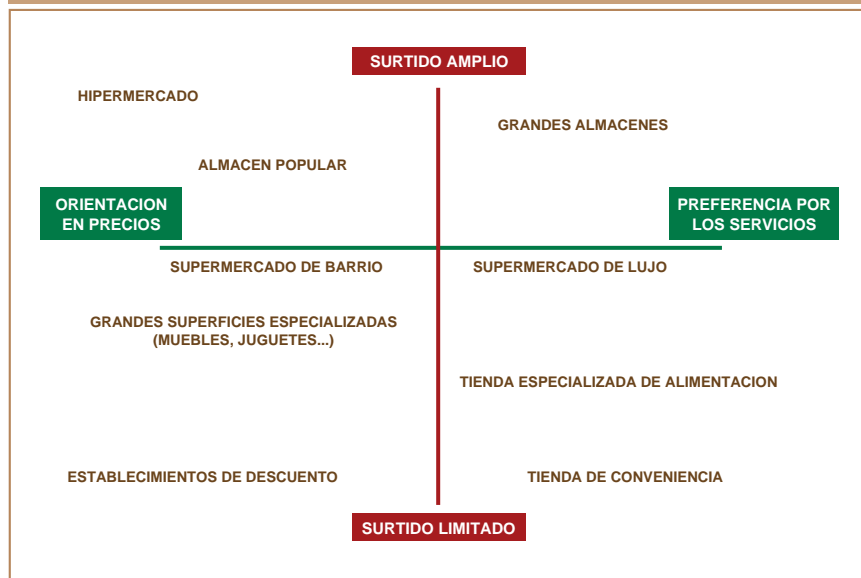 SURTIDO AMPLIO
HIPERMERCADO
GRANDES ALMACENES
ALMACEN POPULAR
ORIENTACION
EN PRECIOS
PREFERENCIA POR
LOS SERVICIOS
SUPERMERCADO DE BARRIO
SUPERMERCADO DE LUJO
GRANDES SUPERFICIES ESPECIALIZADAS
(MUEBLES, JUGUETES...)
TIENDA ESPECIALIZADA DE ALIMENTACION
ESTABLECIMIENTOS DE DESCUENTO
TIENDA DE CONVENIENCIA
SURTIDO LIMITADO